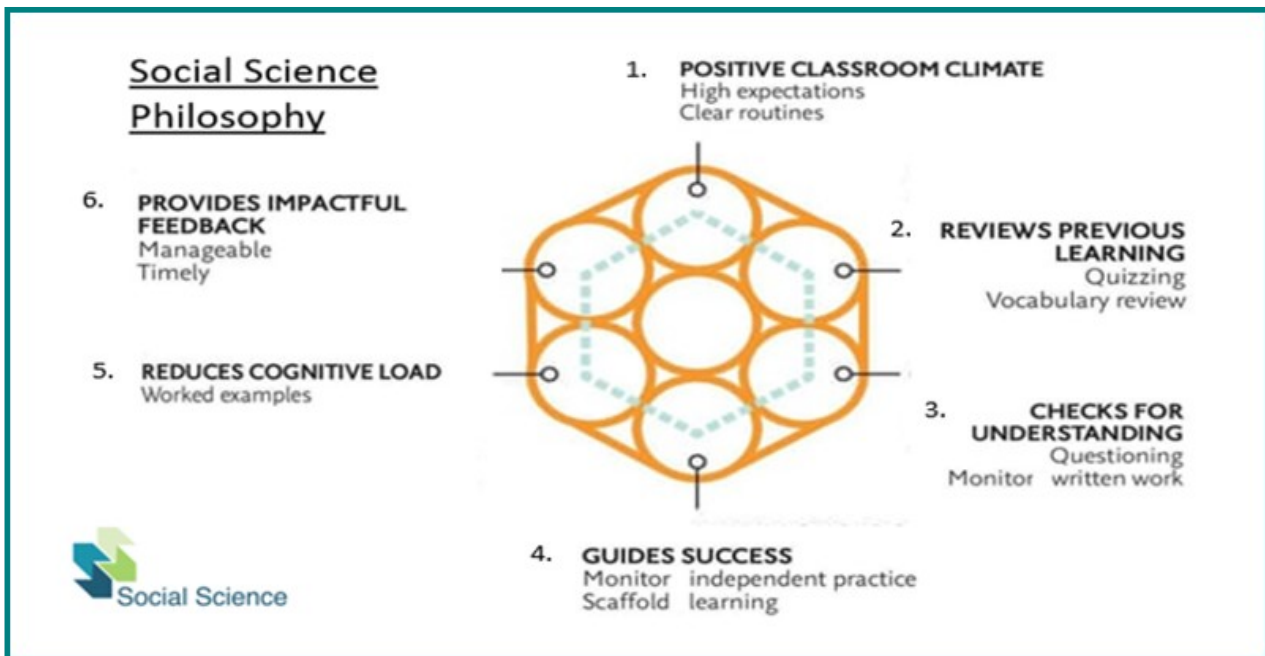 Social Science
Philosophy
1. POSITIVE CLASSROOM CLIMATE
High expectations
Clear routines
2. REVIEWS PREVIOUS
LEARNING
Quizzing
Vocabulary review
3. CHECKS FOR
UNDERSTANDING
Questioning
Monitor written work
4. GUIDES SUCCESS
Monitor independent practice
Scaffold learning
5. REDUCES COGNITIVE LOAD
Worked examples
6. PROVIDES IMPACTFUL
FEEDBACK
Manageable
Timely
Social Science